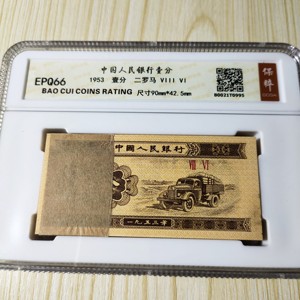 中国人民银行壹分
EPQ66
1953 壹分 二罗马 VIII VI
BAO CUI COINS RATING 尺寸90mm*42.5mm
保粹
中国人民银行
VIII VI
一九五三年